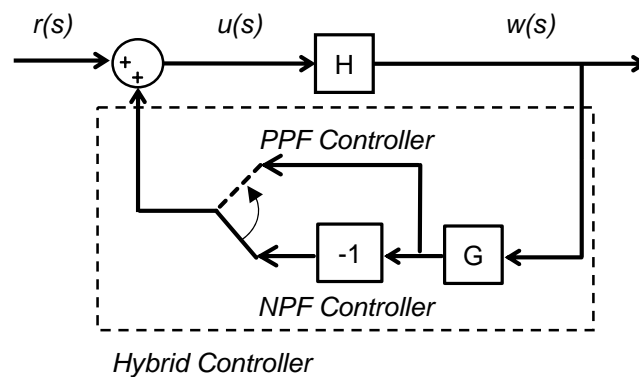 r(s)
u(s)
w(s)
+
+
H
PPF Controller
-1
G
NPF Controller
Hybrid Controller